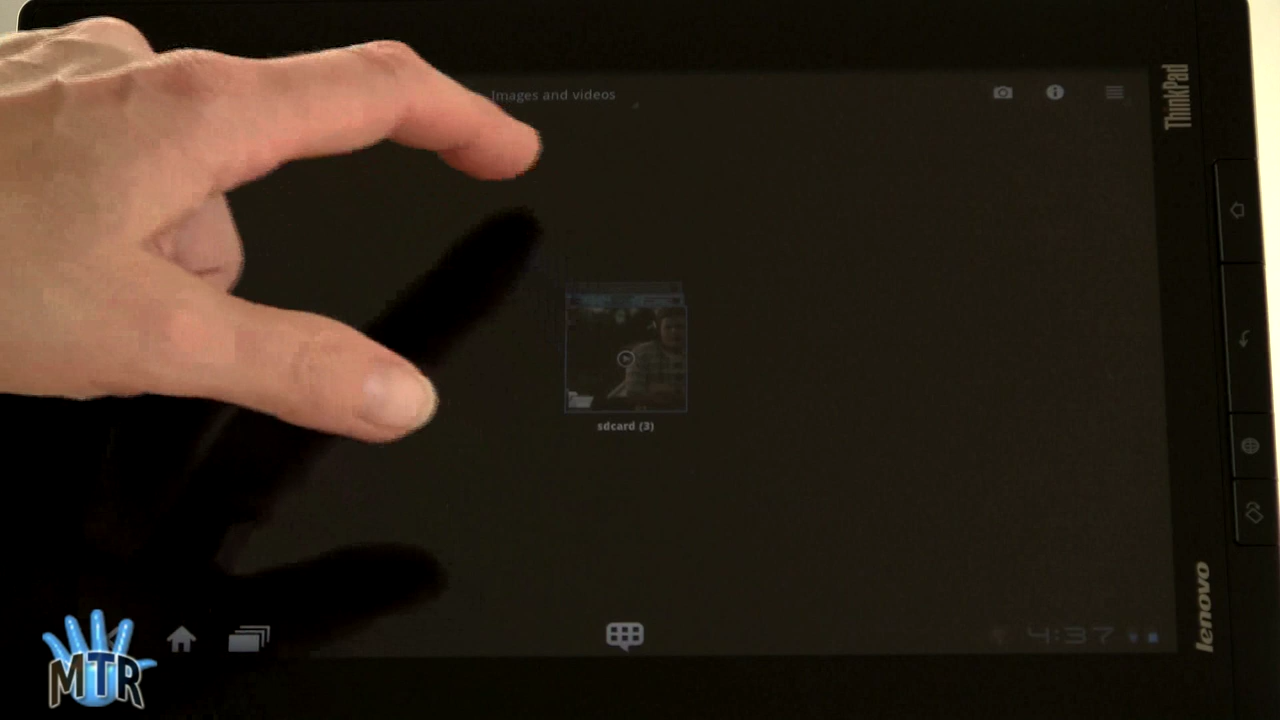 Images and videos
ThinkPad
sdcard (3)
lenovo
4:37
MTR